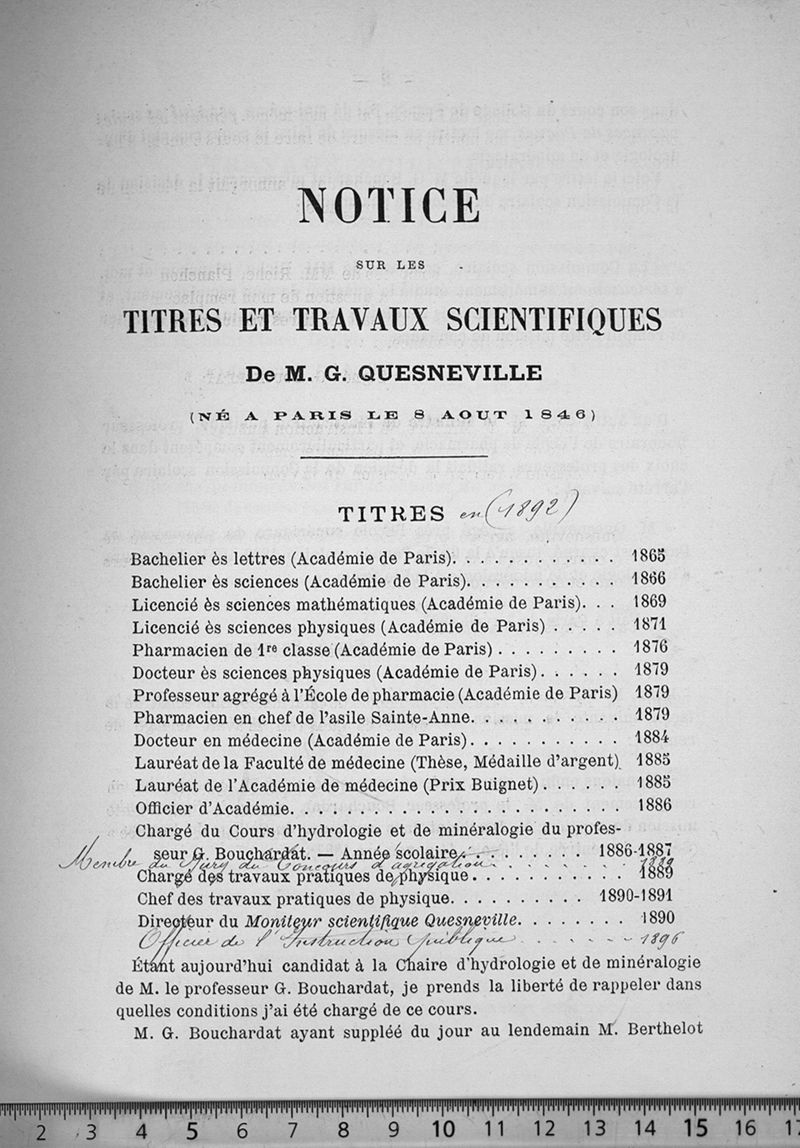 NOTICE
SUR LES
TITRES ET TRAVAUX SCIENTIFIQUES
De M. G. QUESNEVILLE
(NÉ A PARIS LE 8 AOUT 1846)
TITRES en (1892)
Bachelier ès lettres (Académie de Paris). . . . . . . . . . . . 1865
Bachelier ès sciences (Académie de Paris). . . . . . . . . . . 1866
Licencié ès sciences mathématiques (Académie de Paris). . . 1869
Licencié ès sciences physiques (Académie de Paris) . . . . . 1871
Pharmacien de 1re classe (Académie de Paris) . . . . . . . . . 1876
Docteur ès sciences physiques (Académie de Paris). . . . . . 1879
Professeur agrégé à l'École de pharmacie (Académie de Paris) 1879
Pharmacien en chef de l'asile Sainte-Anne. . . . . . . . . . . 1879
Docteur en médecine (Académie de Paris). . . . . . . . . . . 1884
Lauréat de la Faculté de médecine (Thèse, Médaille d'argent). 1885
Lauréat de l'Académie de médecine (Prix Buignet) . . . . . . . 1885
Officier d'Académie. . . . . . . . . . . . . . . . . . . . . . . . 1886
Chargé du Cours d'hydrologie et de minéralogie du profes-
seur G. Bouchardat. — Année scolaire . . . . . . . . . 1886-1887
Membre du Jury du Concours d'agrégation . . . . . . . 1889
Chargé des travaux pratiques de physique . . . . . . . . . . . 1889
Chef des travaux pratiques de physique. . . . . . . . . . 1890-1891
Directeur du Moniteur scientifique Quesneville. . . . . . . . 1890
Officier de l'Instruction publique . . . . . . . 1896
Étant aujourd'hui candidat à la Chaire d'hydrologie et de minéralogie
de M. le professeur G. Bouchardat, je prends la liberté de rappeler dans
quelles conditions j'ai été chargé de ce cours.
M. G. Bouchardat ayant suppléé du jour au lendemain M. Berthelot
2 3 4 5 6 7 8 9 10 11 12 13 14 15 16 17